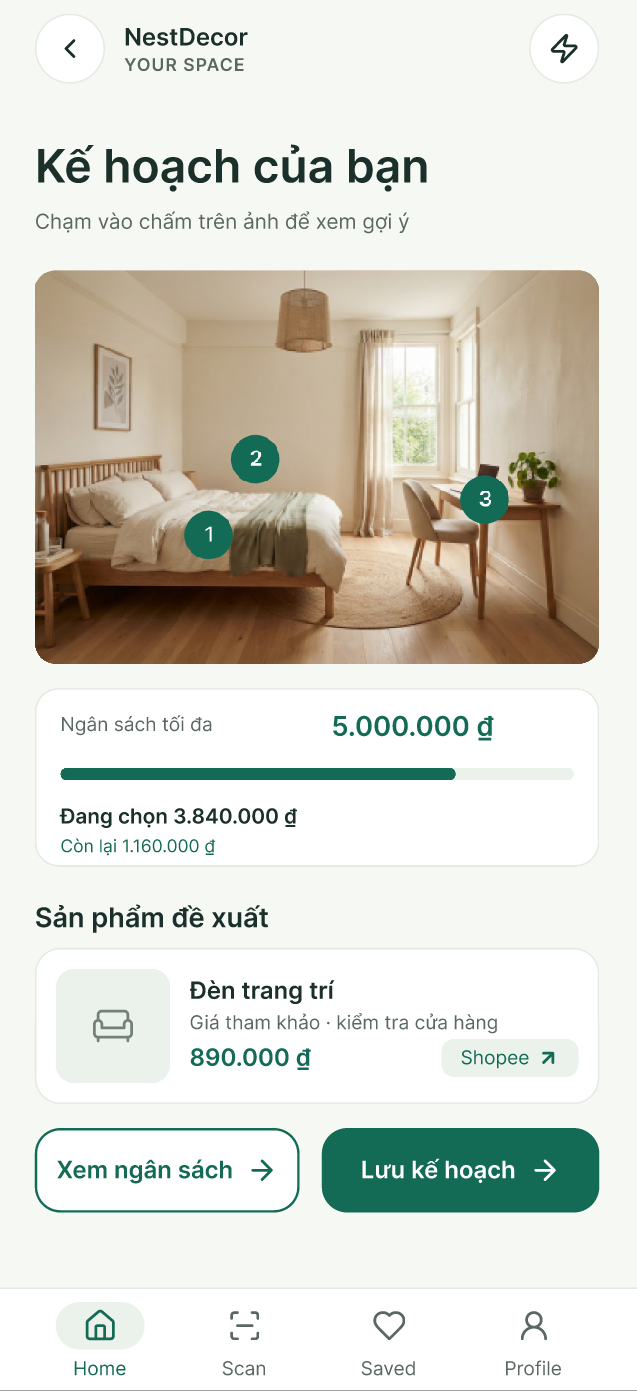 NestDecor
YOUR SPACE
Kế hoạch của bạn
Chạm vào chấm trên ảnh để xem gợi ý
2
3
1
Ngân sách tối đa
5.000.000 ₫
Đang chọn 3.840.000 ₫
Còn lại 1.160.000 ₫
Sản phẩm đề xuất
Đèn trang trí
Giá tham khảo · kiểm tra cửa hàng
890.000 ₫
Shopee
Xem ngân sách
Lưu kế hoạch
Home
Scan
Saved
Profile